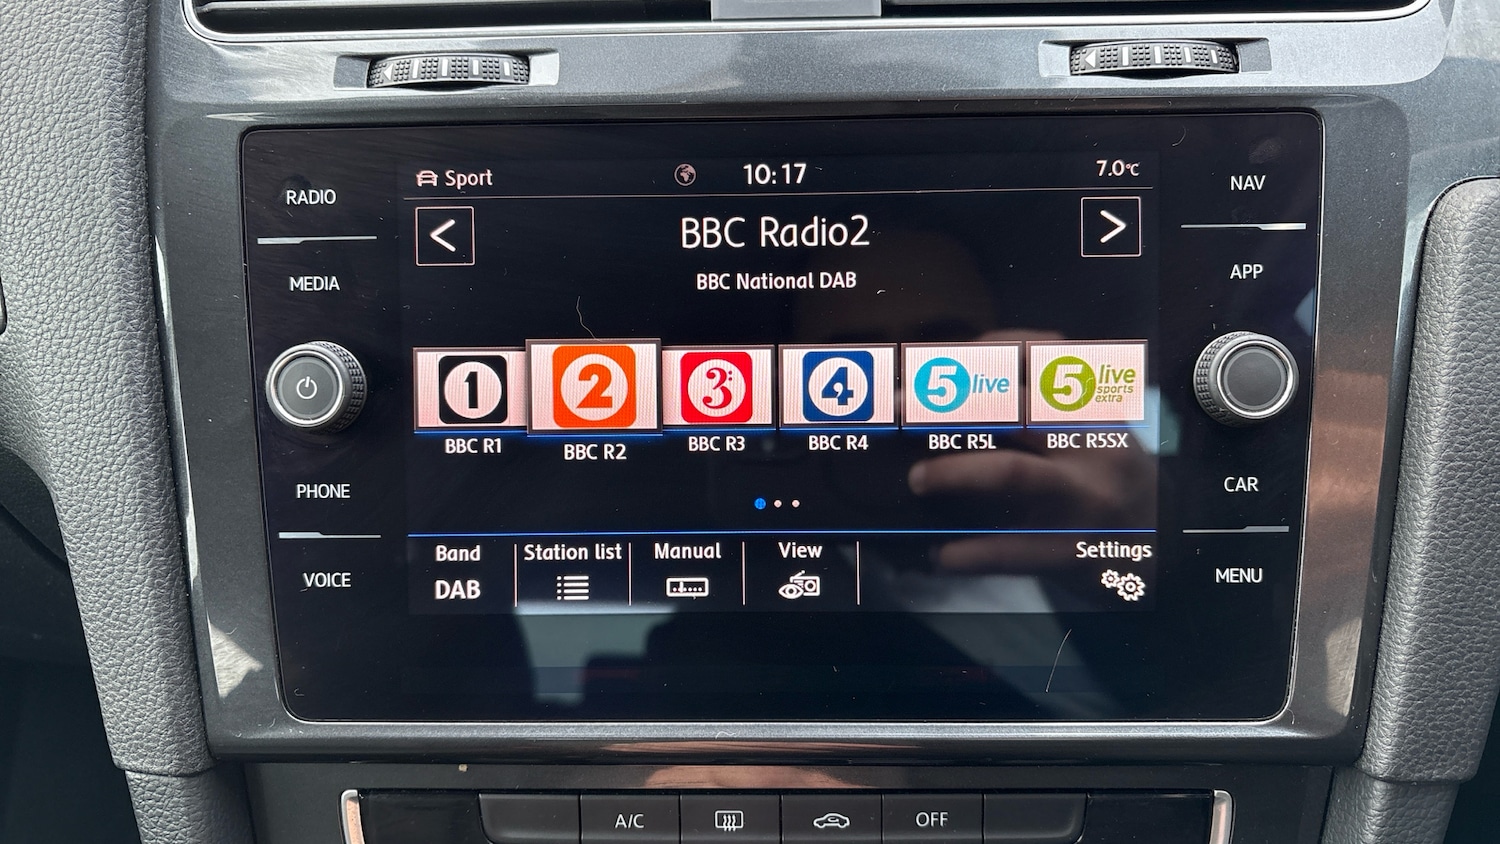 Sport
10:17
7.0°C
RADIO
NAV
<
BBC Radio2
>
BBC National DAB
MEDIA
APP
1
2
3
4
5 live
5 live sports extra
BBC R1
BBC R2
BBC R3
BBC R4
BBC R5L
BBC R5SX
PHONE
CAR
Band
Station list
Manual
View
Settings
DAB
VOICE
MENU
A/C
OFF